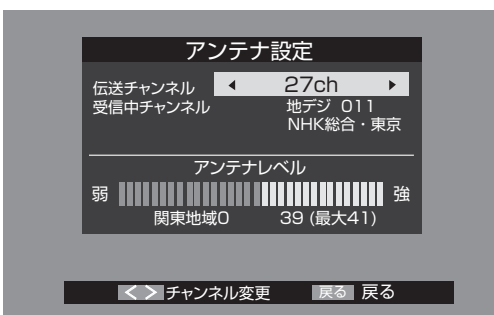 アンテナ設定
伝送チャンネル ◀ 27ch ▶
受信中チャンネル 地デジ 011
NHK総合・東京
アンテナレベル
弱 強
関東地域0 39 (最大41)
< > チャンネル変更 戻る 戻る